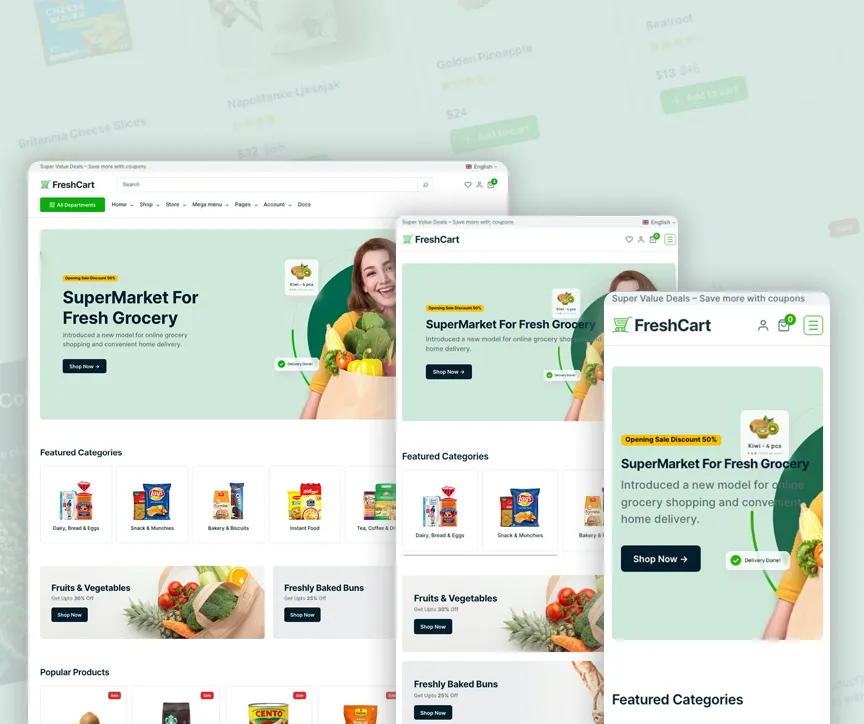 Britannia Cheese Slices
Napolitanke Ljesnjak
Golden Pineapple
$24
Add to cart
$13 $45
Add to cart
Sale
Super Value Deals – Save more with coupons
English
FreshCart
Search
4
All Departments
Home
Shop
Store
Mega menu
Pages
Account
Docs
Opening Sale Discount 50%
SuperMarket For
Fresh Grocery
Introduced a new model for online grocery
shopping and convenient home delivery.
Shop Now →
Kiwi - 4 pcs
Delivery Done!
Featured Categories
Dairy, Bread & Eggs
Lay's
Snack & Munchies
Bakery & Biscuits
Instant Food
Tea, Coffee & Dr
Fruits & Vegetables
Get Upto 30% Off
Shop Now
Freshly Baked Buns
Get Upto 25% Off
Shop Now
Popular Products
Sale
Sale
Sale
Sale
CENTO
Super Value Deals – Save more with coupons
English
FreshCart
0
Opening Sale Discount 50%
SuperMarket For Fresh Grocery
Introduced a new model for online grocery shopping and convenient
home delivery.
Shop Now →
Kiwi - 4 pcs
Delivery Done!
Featured Categories
Dairy, Bread & Eggs
Lay's
Snack & Munchies
Bakery &
Fruits & Vegetables
Get Upto 30% Off
Shop Now
Freshly Baked Buns
Get Upto 25% Off
Shop Now
Super Value Deals – Save more with coupons
FreshCart
0
Opening Sale Discount 50%
SuperMarket For Fresh Grocery
Introduced a new model for online
grocery shopping and convenient
home delivery.
Shop Now →
Kiwi - 4 pcs
Delivery Done!
Featured Categories